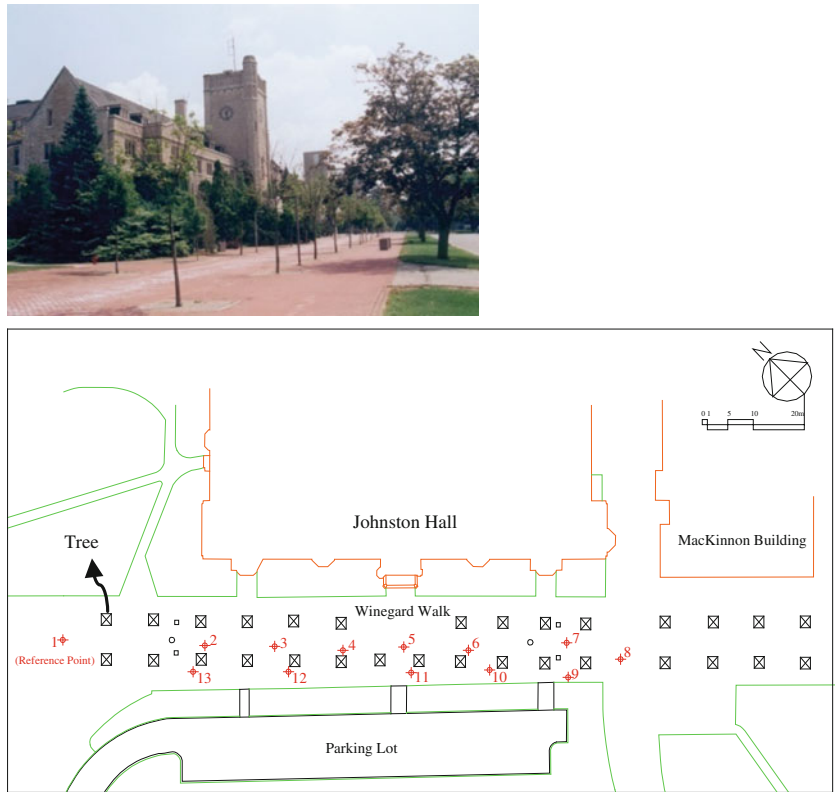 N
0 1 5 10 20m
Johnston Hall
MacKinnon Building
Tree
Winegard Walk
1
(Reference Point)
2
3
4
5
6
7
8
13
12
11
10
9
Parking Lot